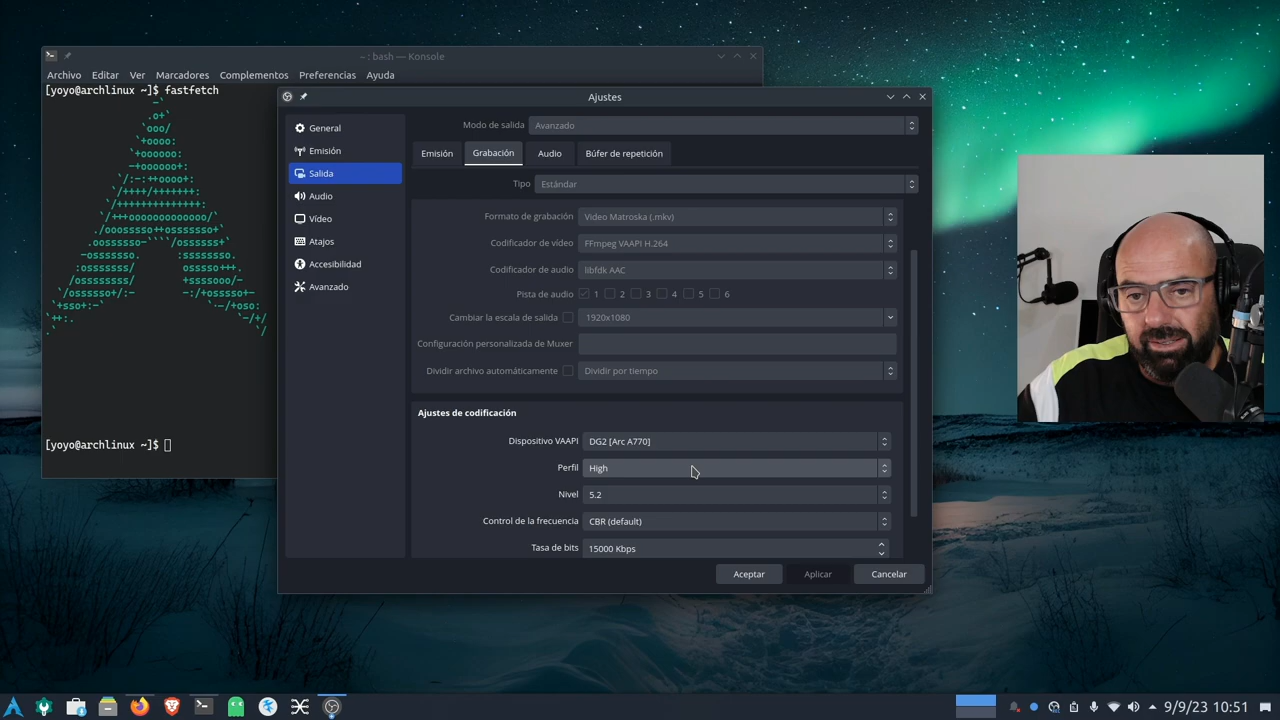 ~ : bash — Konsole
Archivo Editar Ver Marcadores Complementos Preferencias Ayuda
[yoyo@archlinux ~]$ fastfetch
[yoyo@archlinux ~]$
Ajustes
General
Emisión
Salida
Audio
Vídeo
Atajos
Accesibilidad
Avanzado
Modo de salida Avanzado
Emisión Grabación Audio Búfer de repetición
Tipo Estándar
Formato de grabación Video Matroska (.mkv)
Codificador de vídeo FFmpeg VAAPI H.264
Codificador de audio libfdk AAC
Pista de audio 1 2 3 4 5 6
Cambiar la escala de salida 1920x1080
Configuración personalizada de Muxer
Dividir archivo automáticamente Dividir por tiempo
Ajustes de codificación
Dispositivo VAAPI DG2 [Arc A770]
Perfil High
Nivel 5.2
Control de la frecuencia CBR (default)
Tasa de bits 15000 Kbps
Aceptar Aplicar Cancelar
9/9/23 10:51